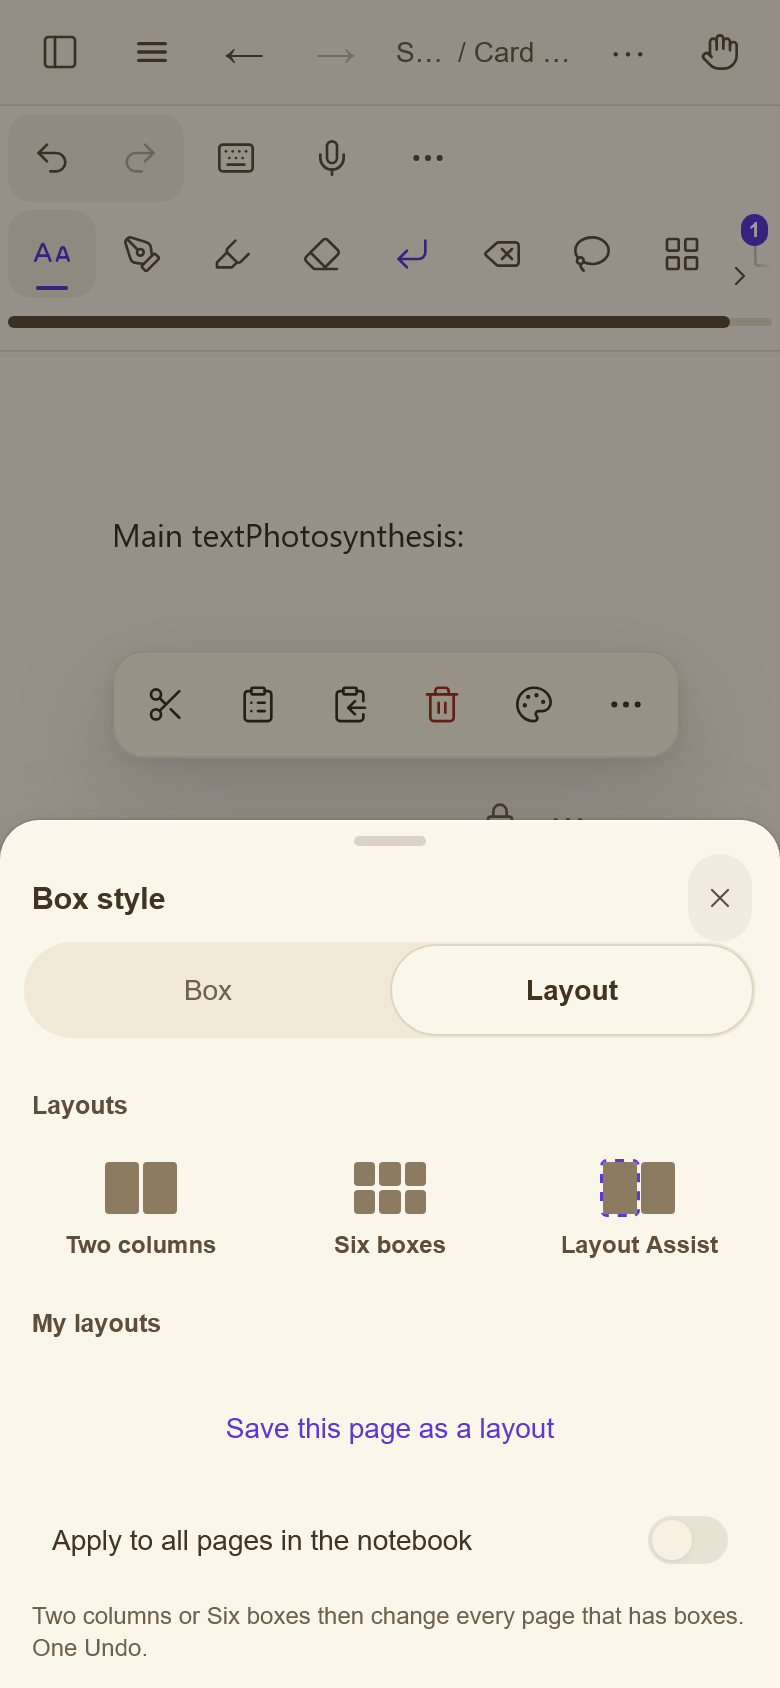 S... / Card ...
AA
1
Main textPhotosynthesis:
Box style
Box Layout
Layouts
Two columns Six boxes Layout Assist
My layouts
Save this page as a layout
Apply to all pages in the notebook
Two columns or Six boxes then change every page that has boxes.
One Undo.